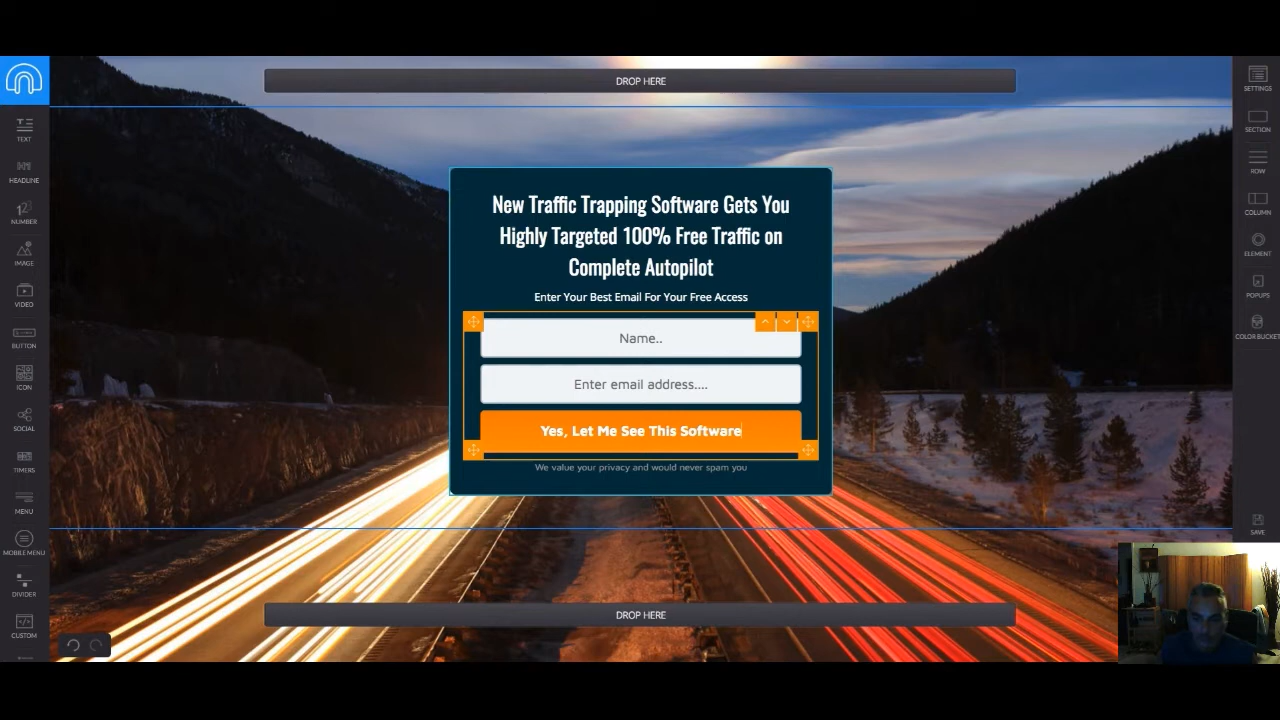 DROP HERE
TEXT
HEADLINE
NUMBER
IMAGE
VIDEO
BUTTON
ICON
SOCIAL
TIMERS
MENU
MOBILE MENU
DIVIDER
CUSTOM
New Traffic Trapping Software Gets You
Highly Targeted 100% Free Traffic on
Complete Autopilot
Enter Your Best Email For Your Free Access
Name..
Enter email address....
Yes, Let Me See This Software
We value your privacy and would never spam you
DROP HERE
SETTINGS
SECTION
ROW
COLUMN
ELEMENT
POPUPS
COLOR BUCKET
SAVE